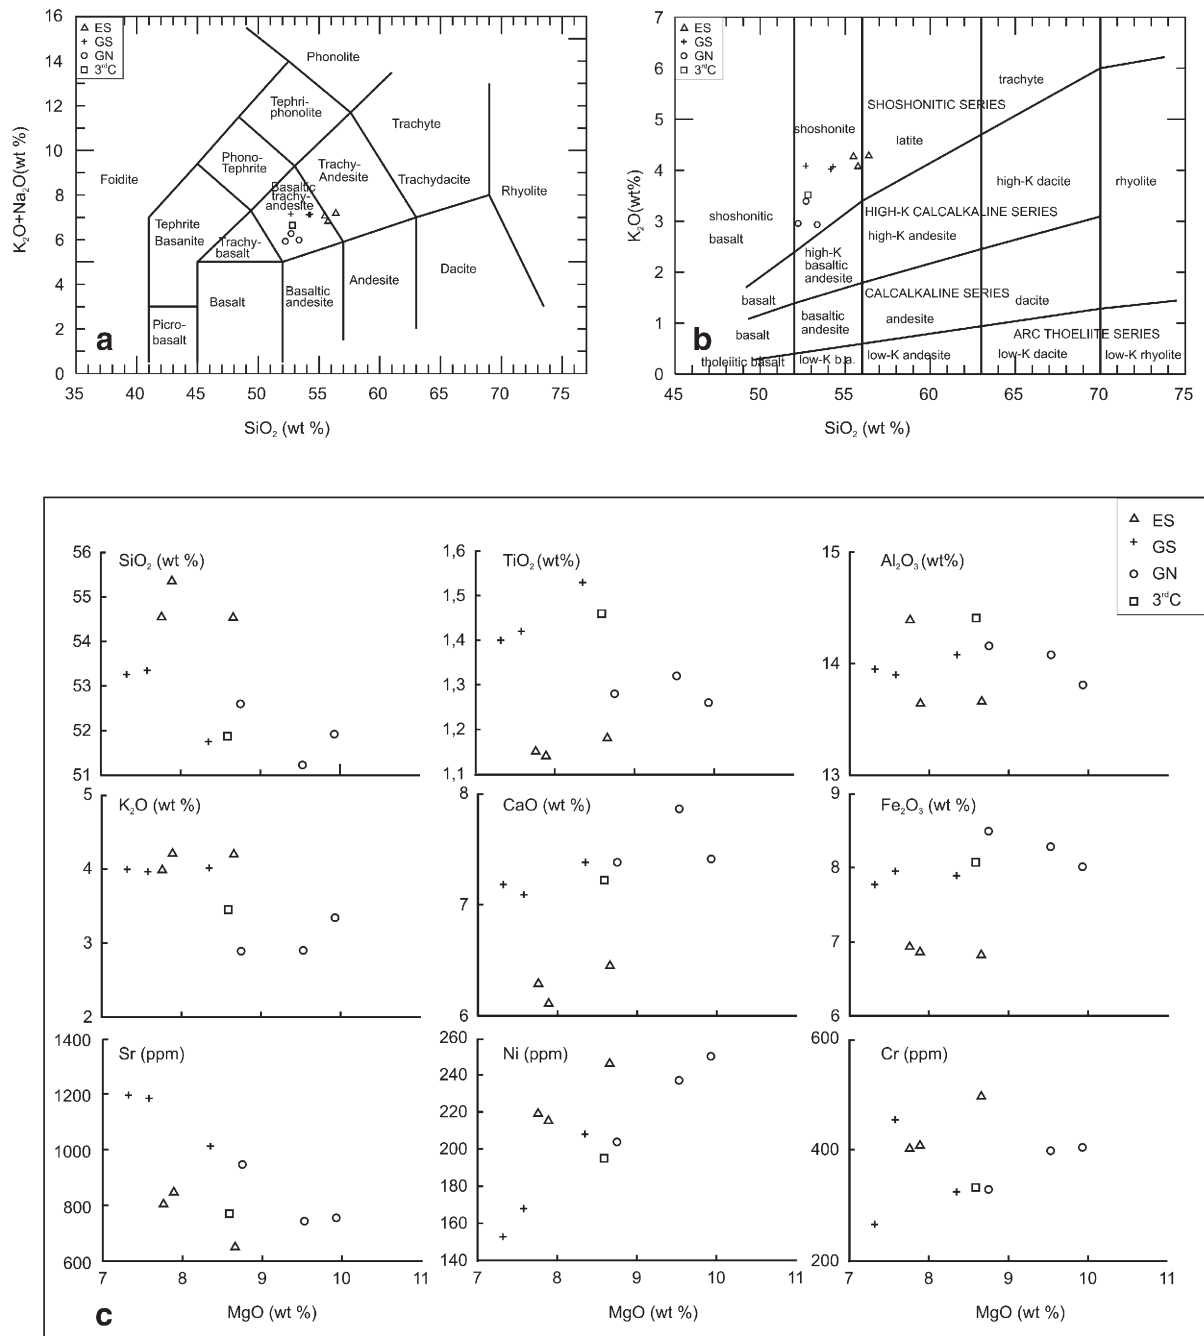 16
14
12
10
8
6
4
2
0
K₂O+Na₂O(wt %)
ES
GS
GN
3ʳᵈC
Phonolite
Tephri-
phonolite
Trachyte
Phono-
Tephrite
Trachy-
Andesite
Foidite
Trachydacite
Rhyolite
Basaltic
trachy-
andesite
Tephrite
Basanite
Trachy-
basalt
Basalt
Basaltic
andesite
Andesite
Dacite
Picro-
basalt
a
35 45 55 65 75
SiO₂ (wt %)
7
6
5
4
3
2
1
0
K₂O(wt%)
ES
GS
GN
3ʳᵈC
trachyte
SHOSHONITIC SERIES
shoshonite
latite
high-K dacite
rhyolite
shoshonitic
basalt
HIGH-K CALCALKALINE SERIES
high-K andesite
high-K
basaltic
andesite
CALCALKALINE SERIES
basalt
dacite
basaltic
andesite
andesite
basalt
ARC THOELIITE SERIES
tholeiitic basalt
low-K b.a.
low-K andesite
low-K dacite
low-K rhyolite
b
45 50 55 60 65 70 75
SiO₂ (wt %)
ES
GS
GN
3ʳᵈC
SiO₂ (wt %)
56
55
54
53
52
51
TiO₂ (wt%)
1,6
1,5
1,4
1,3
1,2
1,1
Al₂O₃ (wt%)
15
14
13
K₂O (wt %)
5
4
3
2
CaO (wt %)
8
7
6
Fe₂O₃ (wt %)
9
8
7
6
Sr (ppm)
1400
1200
1000
800
600
7 8 9 10 11
MgO (wt %)
Ni (ppm)
260
240
220
200
180
160
140
7 8 9 10 11
MgO (wt %)
Cr (ppm)
600
400
200
7 8 9 10 11
MgO (wt %)
c